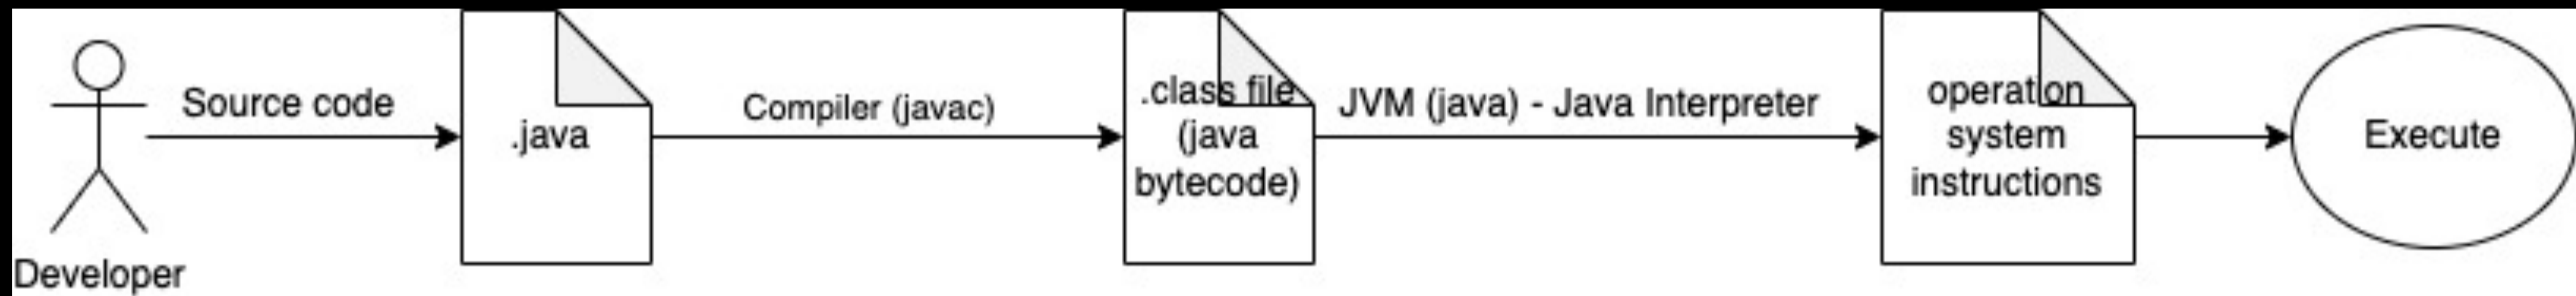 Developer
Source code
.java
Compiler (javac)
.class file
(java
bytecode)
JVM (java) - Java Interpreter
operation
system
instructions
Execute